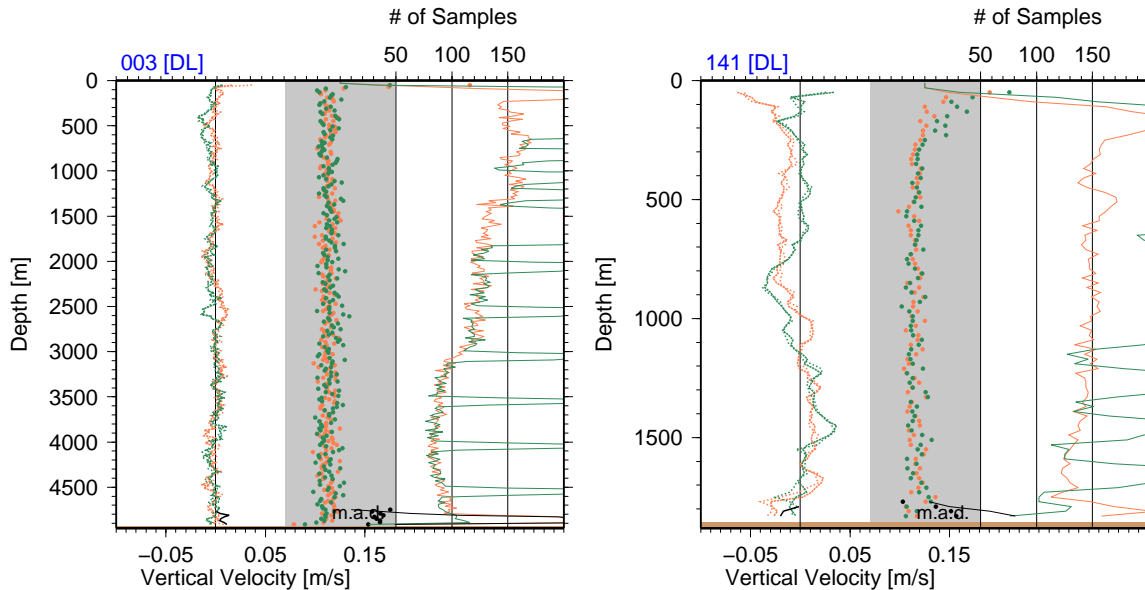 # of Samples
003 [DL]
50 100 150
0
500
1000
1500
2000
2500
3000
3500
4000
4500
Depth [m]
m.a.d.
−0.05 0.05 0.15
Vertical Velocity [m/s]
# of Samples
141 [DL]
50 100 150
0
500
1000
1500
Depth [m]
m.a.d.
−0.05 0.05 0.15
Vertical Velocity [m/s]